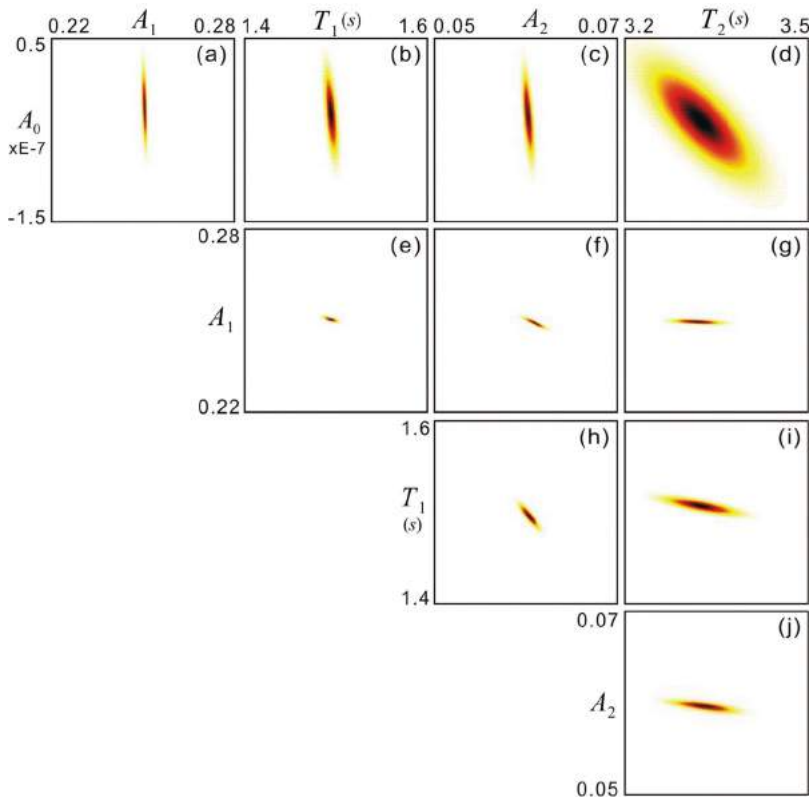 A₁ T₁(s) A₂ T₂(s)
0.22 0.28 1.4 1.6 0.05 0.07 3.2 3.5
0.5 (a) (b) (c) (d)
A₀
xE-7
-1.5
0.28 (e) (f) (g)
A₁
0.22
1.6 (h) (i)
T₁
(s)
1.4
0.07 (j)
A₂
0.05